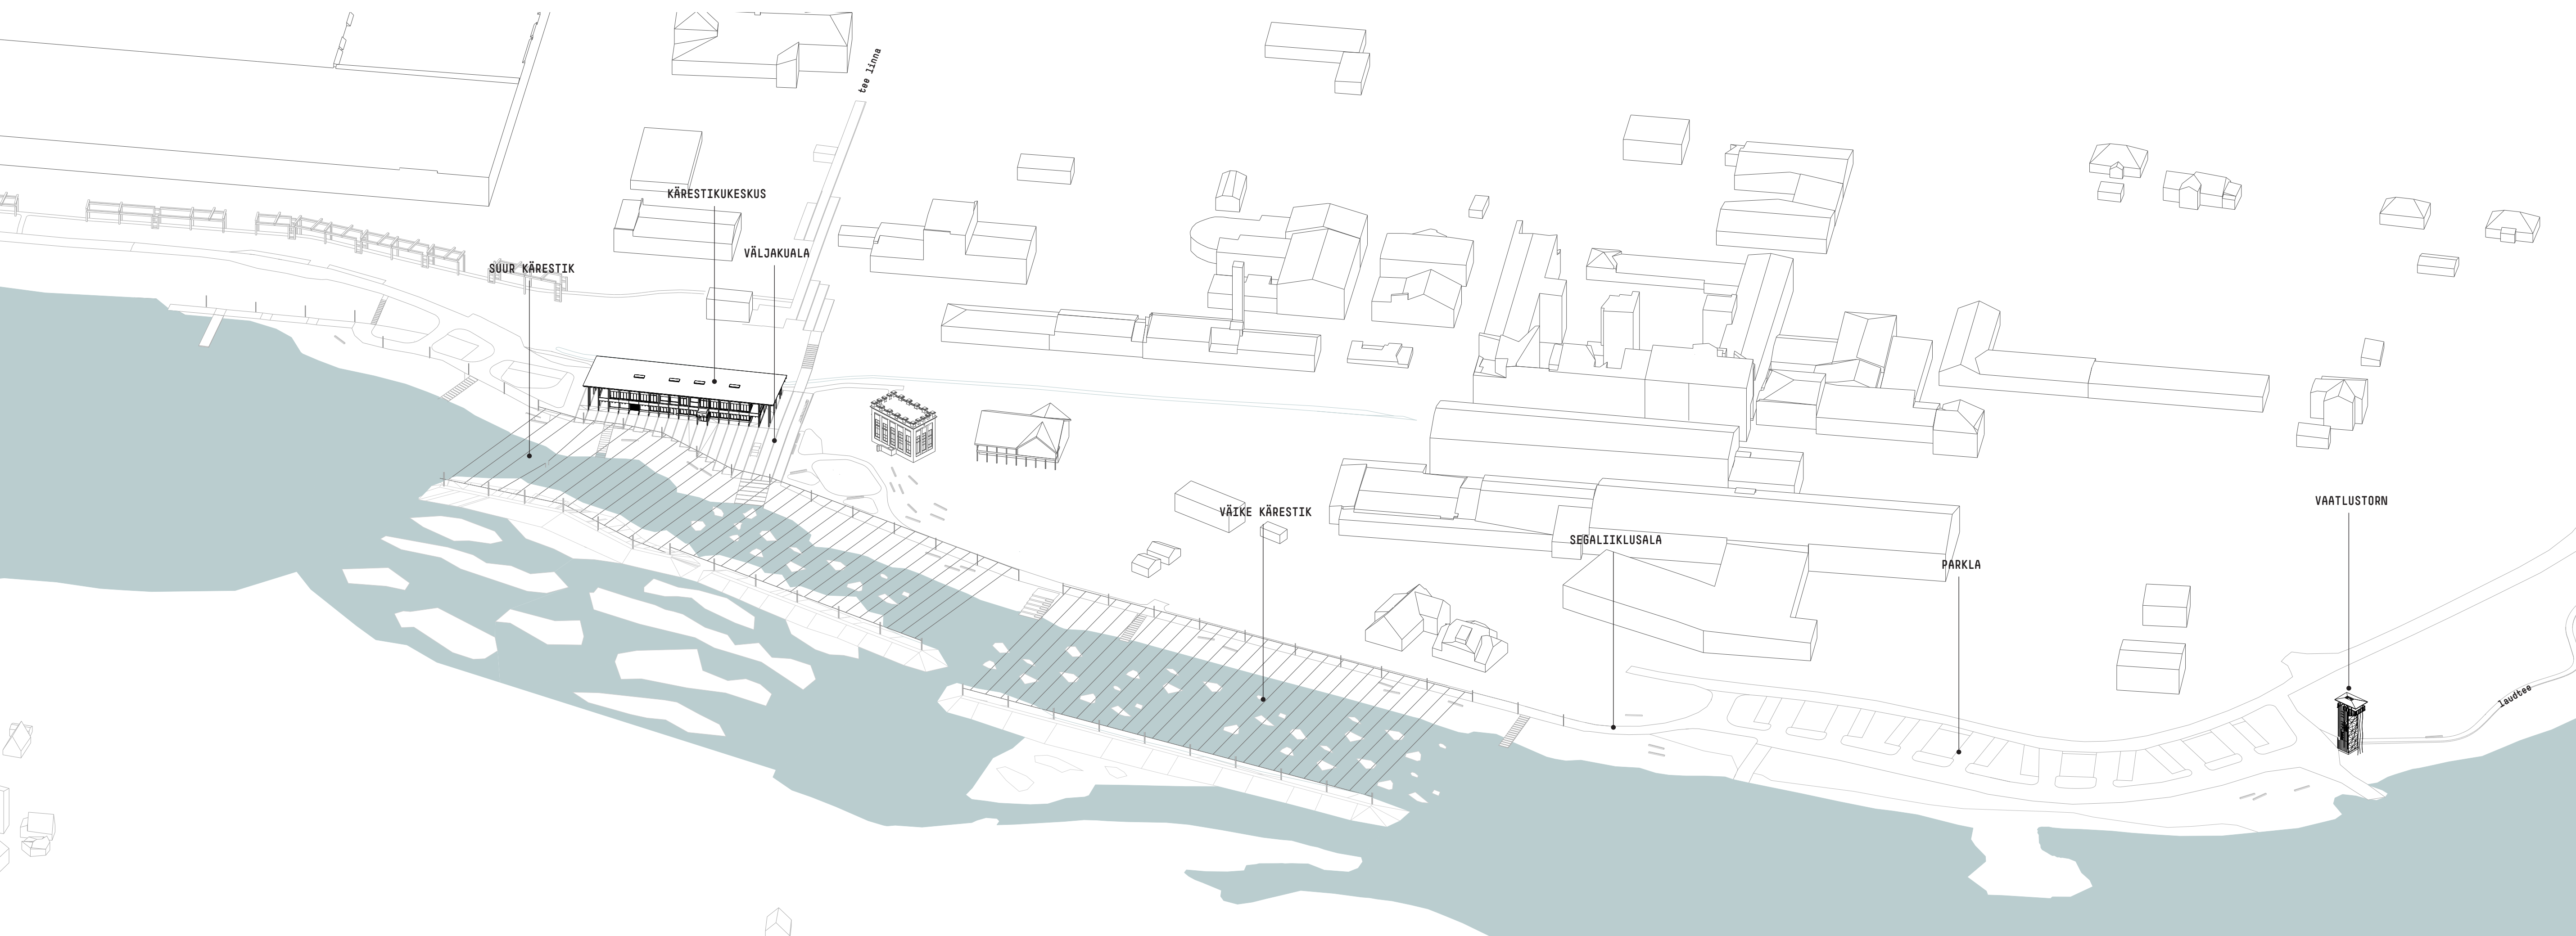 tee linna
KÄRESTIKUKESKUS
VÄLJAKUALA
SUUR KÄRESTIK
VÄIKE KÄRESTIK
SEGALIIKLUSALA
PARKLA
VAATLUSTORN
laudtee